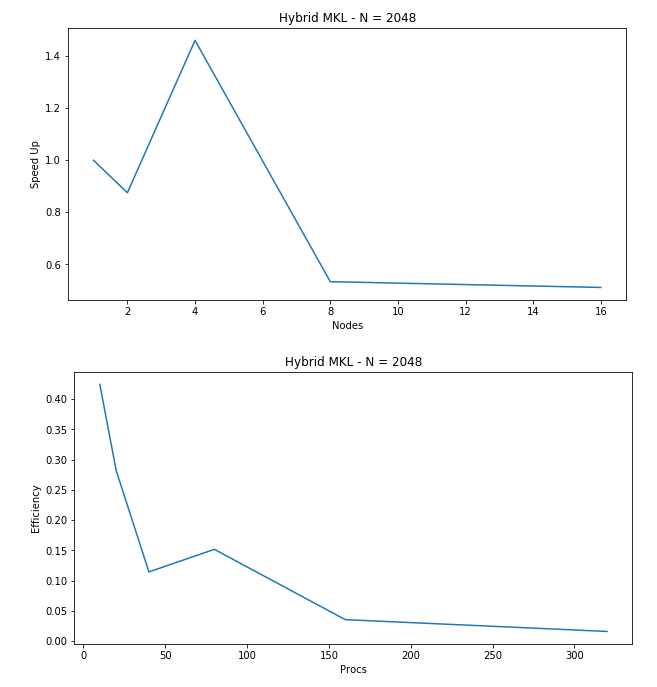 Hybrid MKL - N = 2048
1.4
1.2
1.0
0.8
0.6
Speed Up
2 4 6 8 10 12 14 16
Nodes
Hybrid MKL - N = 2048
0.40
0.35
0.30
0.25
0.20
0.15
0.10
0.05
0.00
Efficiency
0 50 100 150 200 250 300
Procs